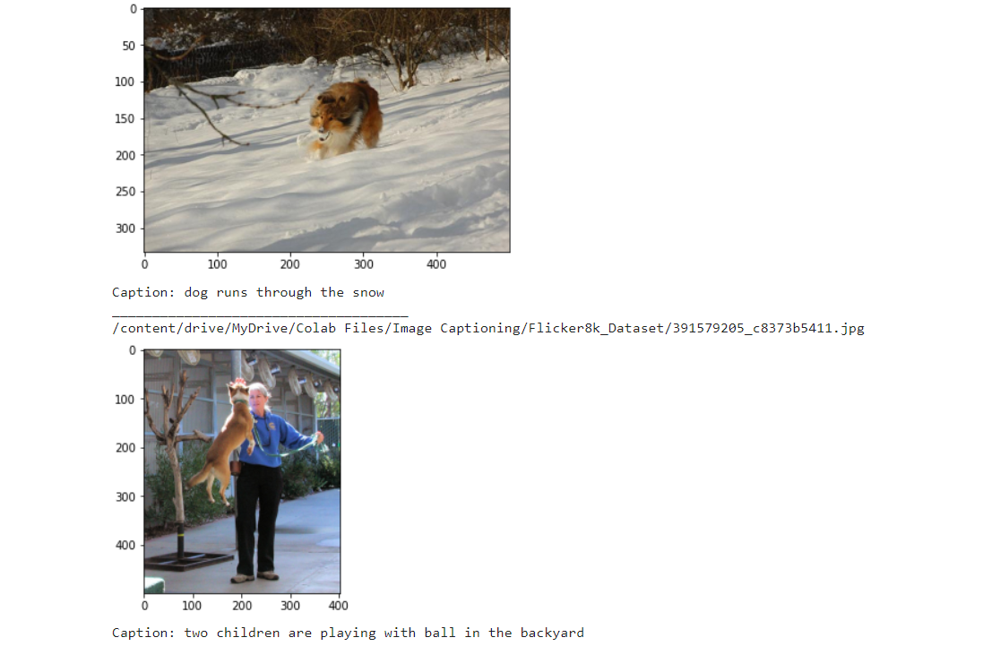 0
50
100
150
200
250
300
0 100 200 300 400
Caption: dog runs through the snow
_____________________________________
/content/drive/MyDrive/Colab Files/Image Captioning/Flicker8k_Dataset/391579205_c8373b5411.jpg
0
100
200
300
400
0 100 200 300 400
Caption: two children are playing with ball in the backyard